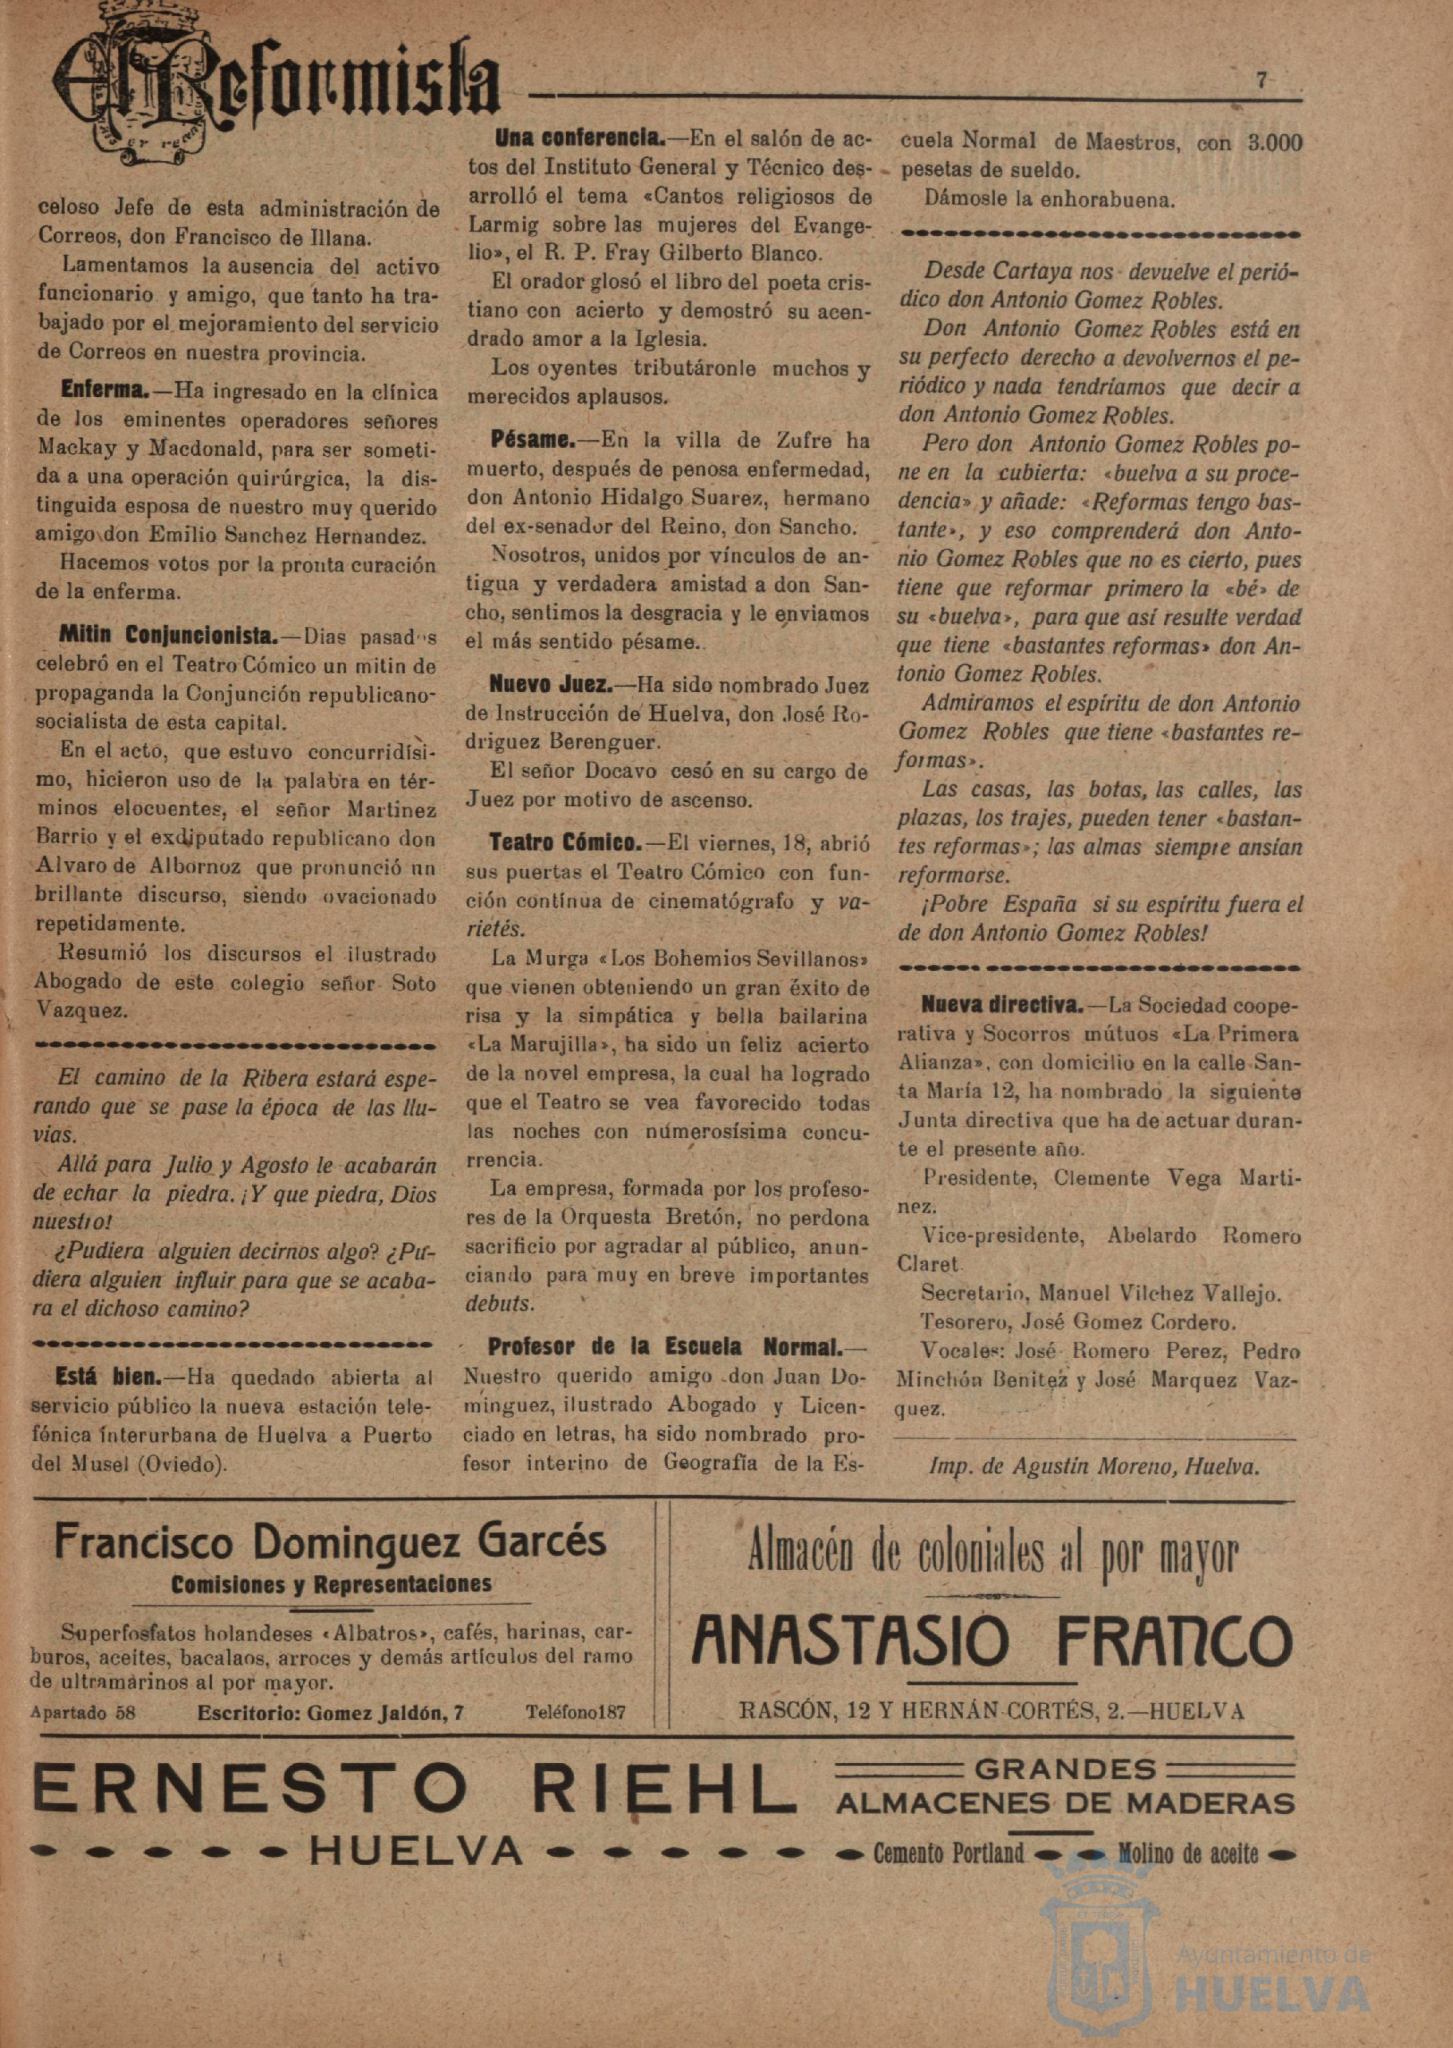 El Reformista
7
celoso Jefe de esta administración de
Correos, don Francisco de Illana.
Lamentamos la ausencia del activo
funcionario y amigo, que tanto ha tra-
bajado por el mejoramiento del servicio
de Correos en nuestra provincia.
Enferma.—Ha ingresado en la clínica
de los eminentes operadores señores
Mackay y Macdonald, para ser someti-
da a una operación quirúrgica, la dis-
tinguida esposa de nuestro muy querido
amigo don Emilio Sanchez Hernandez.
Hacemos votos por la pronta curación
de la enferma.
Mitin Conjuncionista.—Dias pasados
celebró en el Teatro Cómico un mitin de
propaganda la Conjunción republicano-
socialista de esta capital.
En el acto, que estuvo concurridísi-
mo, hicieron uso de la palabra en tér-
minos elocuentes, el señor Martinez
Barrio y el exdiputado republicano don
Alvaro de Albornoz que pronunció un
brillante discurso, siendo ovacionado
repetidamente.
Resumió los discursos el ilustrado
Abogado de este colegio señor Soto
Vazquez.
El camino de la Ribera estará espe-
rando que se pase la época de las llu-
vias.
Allá para Julio y Agosto le acabarán
de echar la piedra. ¡Y que piedra, Dios
nuestro!
¿Pudiera alguien decirnos algo? ¿Pu-
diera alguien influir para que se acaba-
ra el dichoso camino?
Está bien.—Ha quedado abierta al
servicio público la nueva estación tele-
fónica interurbana de Huelva a Puerto
del Musel (Oviedo).
Una conferencia.—En el salón de ac-
tos del Instituto General y Técnico des-
arrolló el tema «Cantos religiosos de
Larmig sobre las mujeres del Evange-
lio», el R. P. Fray Gilberto Blanco.
El orador glosó el libro del poeta cris-
tiano con acierto y demostró su acen-
drado amor a la Iglesia.
Los oyentes tributáronle muchos y
merecidos aplausos.
Pésame.—En la villa de Zufre ha
muerto, después de penosa enfermedad,
don Antonio Hidalgo Suarez, hermano
del ex-senador del Reino, don Sancho.
Nosotros, unidos por vínculos de an-
tigua y verdadera amistad a don San-
cho, sentimos la desgracia y le enviamos
el más sentido pésame.
Nuevo Juez.—Ha sido nombrado Juez
de Instrucción de Huelva, don José Ro-
driguez Berenguer.
El señor Docavo cesó en su cargo de
Juez por motivo de ascenso.
Teatro Cómico.—El viernes, 18, abrió
sus puertas el Teatro Cómico con fun-
ción contínua de cinematógrafo y va-
rietés.
La Murga «Los Bohemios Sevillanos»
que vienen obteniendo un gran éxito de
risa y la simpática y bella bailarina
«La Marujilla», ha sido un feliz acierto
de la novel empresa, la cual ha logrado
que el Teatro se vea favorecido todas
las noches con númerosísima concu-
rrencia.
La empresa, formada por los profeso-
res de la Orquesta Bretón, no perdona
sacrificio por agradar al público, anun-
ciando para muy en breve importantes
debuts.
Profesor de la Escuela Normal.—
Nuestro querido amigo don Juan Do-
minguez, ilustrado Abogado y Licen-
ciado en letras, ha sido nombrado pro-
fesor interino de Geografía de la Es-
cuela Normal de Maestros, con 3.000
pesetas de sueldo.
Dámosle la enhorabuena.
Desde Cartaya nos devuelve el perió-
dico don Antonio Gomez Robles.
Don Antonio Gomez Robles está en
su perfecto derecho a devolvernos el pe-
riódico y nada tendríamos que decir a
don Antonio Gomez Robles.
Pero don Antonio Gomez Robles po-
ne en la cubierta: «buelva a su proce-
dencia» y añade: «Reformas tengo bas-
tante», y eso comprenderá don Anto-
nio Gomez Robles que no es cierto, pues
tiene que reformar primero la «bé» de
su «buelva», para que así resulte verdad
que tiene «bastantes reformas» don An-
tonio Gomez Robles.
Admiramos el espíritu de don Antonio
Gomez Robles que tiene «bastantes re-
formas».
Las casas, las botas, las calles, las
plazas, los trajes, pueden tener «bastan-
tes reformas»; las almas siempre ansían
reformarse.
¡Pobre España si su espíritu fuera el
de don Antonio Gomez Robles!
Nueva directiva.—La Sociedad coope-
rativa y Socorros mútuos «La Primera
Alianza», con domicilio en la calle San-
ta María 12, ha nombrado la siguiente
Junta directiva que ha de actuar duran-
te el presente año.
Presidente, Clemente Vega Marti-
nez.
Vice-presidente, Abelardo Romero
Claret.
Secretario, Manuel Vilchez Vallejo.
Tesorero, José Gomez Cordero.
Vocales: José Romero Perez, Pedro
Minchón Benitez y José Marquez Vaz-
quez.
Imp. de Agustín Moreno, Huelva.
Francisco Dominguez Garcés
Comisiones y Representaciones
Superfosfatos holandeses «Albatros», cafés, harinas, car-
buros, aceites, bacalaos, arroces y demás artículos del ramo
de ultramarinos al por mayor.
Apartado 58 Escritorio: Gomez Jaldón, 7 Teléfono 187
Almacén de coloniales al por mayor
ANASTASIO FRANCO
RASCÓN, 12 Y HERNÁN CORTÉS, 2.—HUELVA
ERNESTO RIEHL
HUELVA
GRANDES
ALMACENES DE MADERAS
Cemento Portland Molino de aceite
Ayuntamiento de
HUELVA